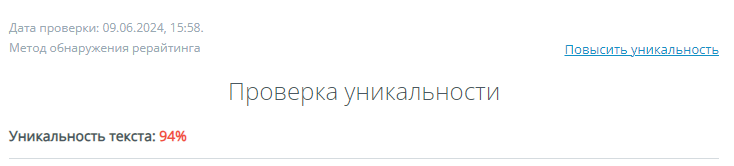 Дата проверки: 09.06.2024, 15:58.
Метод обнаружения рерайтинга
Повысить уникальность
Проверка уникальности
Уникальность текста: 94%